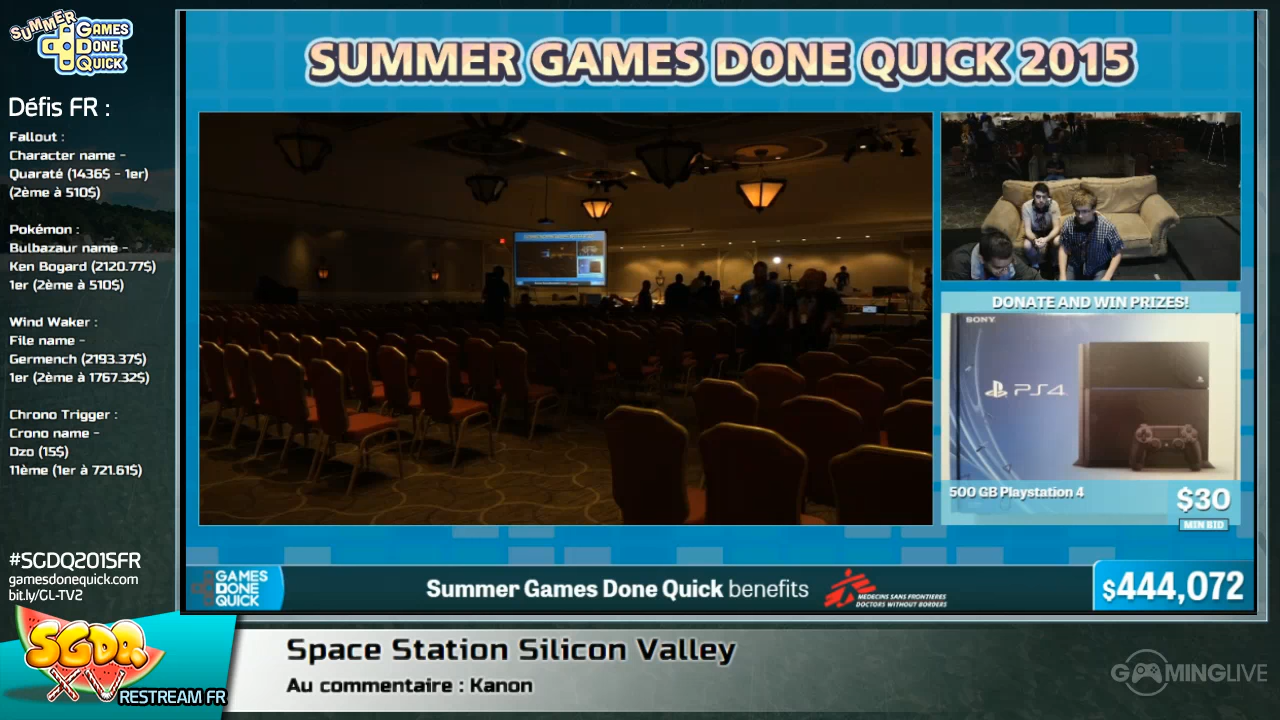 SUMMER GAMES DONE QUICK
Défis FR :
Fallout :
Character name -
Quaraté (1436$ - 1er)
(2ème à 510$)
Pokémon :
Bulbazaur name -
Ken Bogard (2120.77$)
1er (2ème à 510$)
Wind Waker :
File name -
Germench (2193.37$)
1er (2ème à 1767.32$)
Chrono Trigger :
Crono name -
Dzo (15$)
11ème (1er à 721.61$)
#SGDQ2015FR
gamesdonequick.com
bit.ly/GL-TV2
SGDQ
XV
RESTREAM FR
SUMMER GAMES DONE QUICK 2015
DONATE AND WIN PRIZES!
SONY
PS4
500 GB Playstation 4
$30
MIN BID
GAMES
DONE
QUICK
Summer Games Done Quick benefits
MEDECINS SANS FRONTIERES
DOCTORS WITHOUT BORDERS
$444,072
Space Station Silicon Valley
Au commentaire : Kanon
GAMINGLIVE